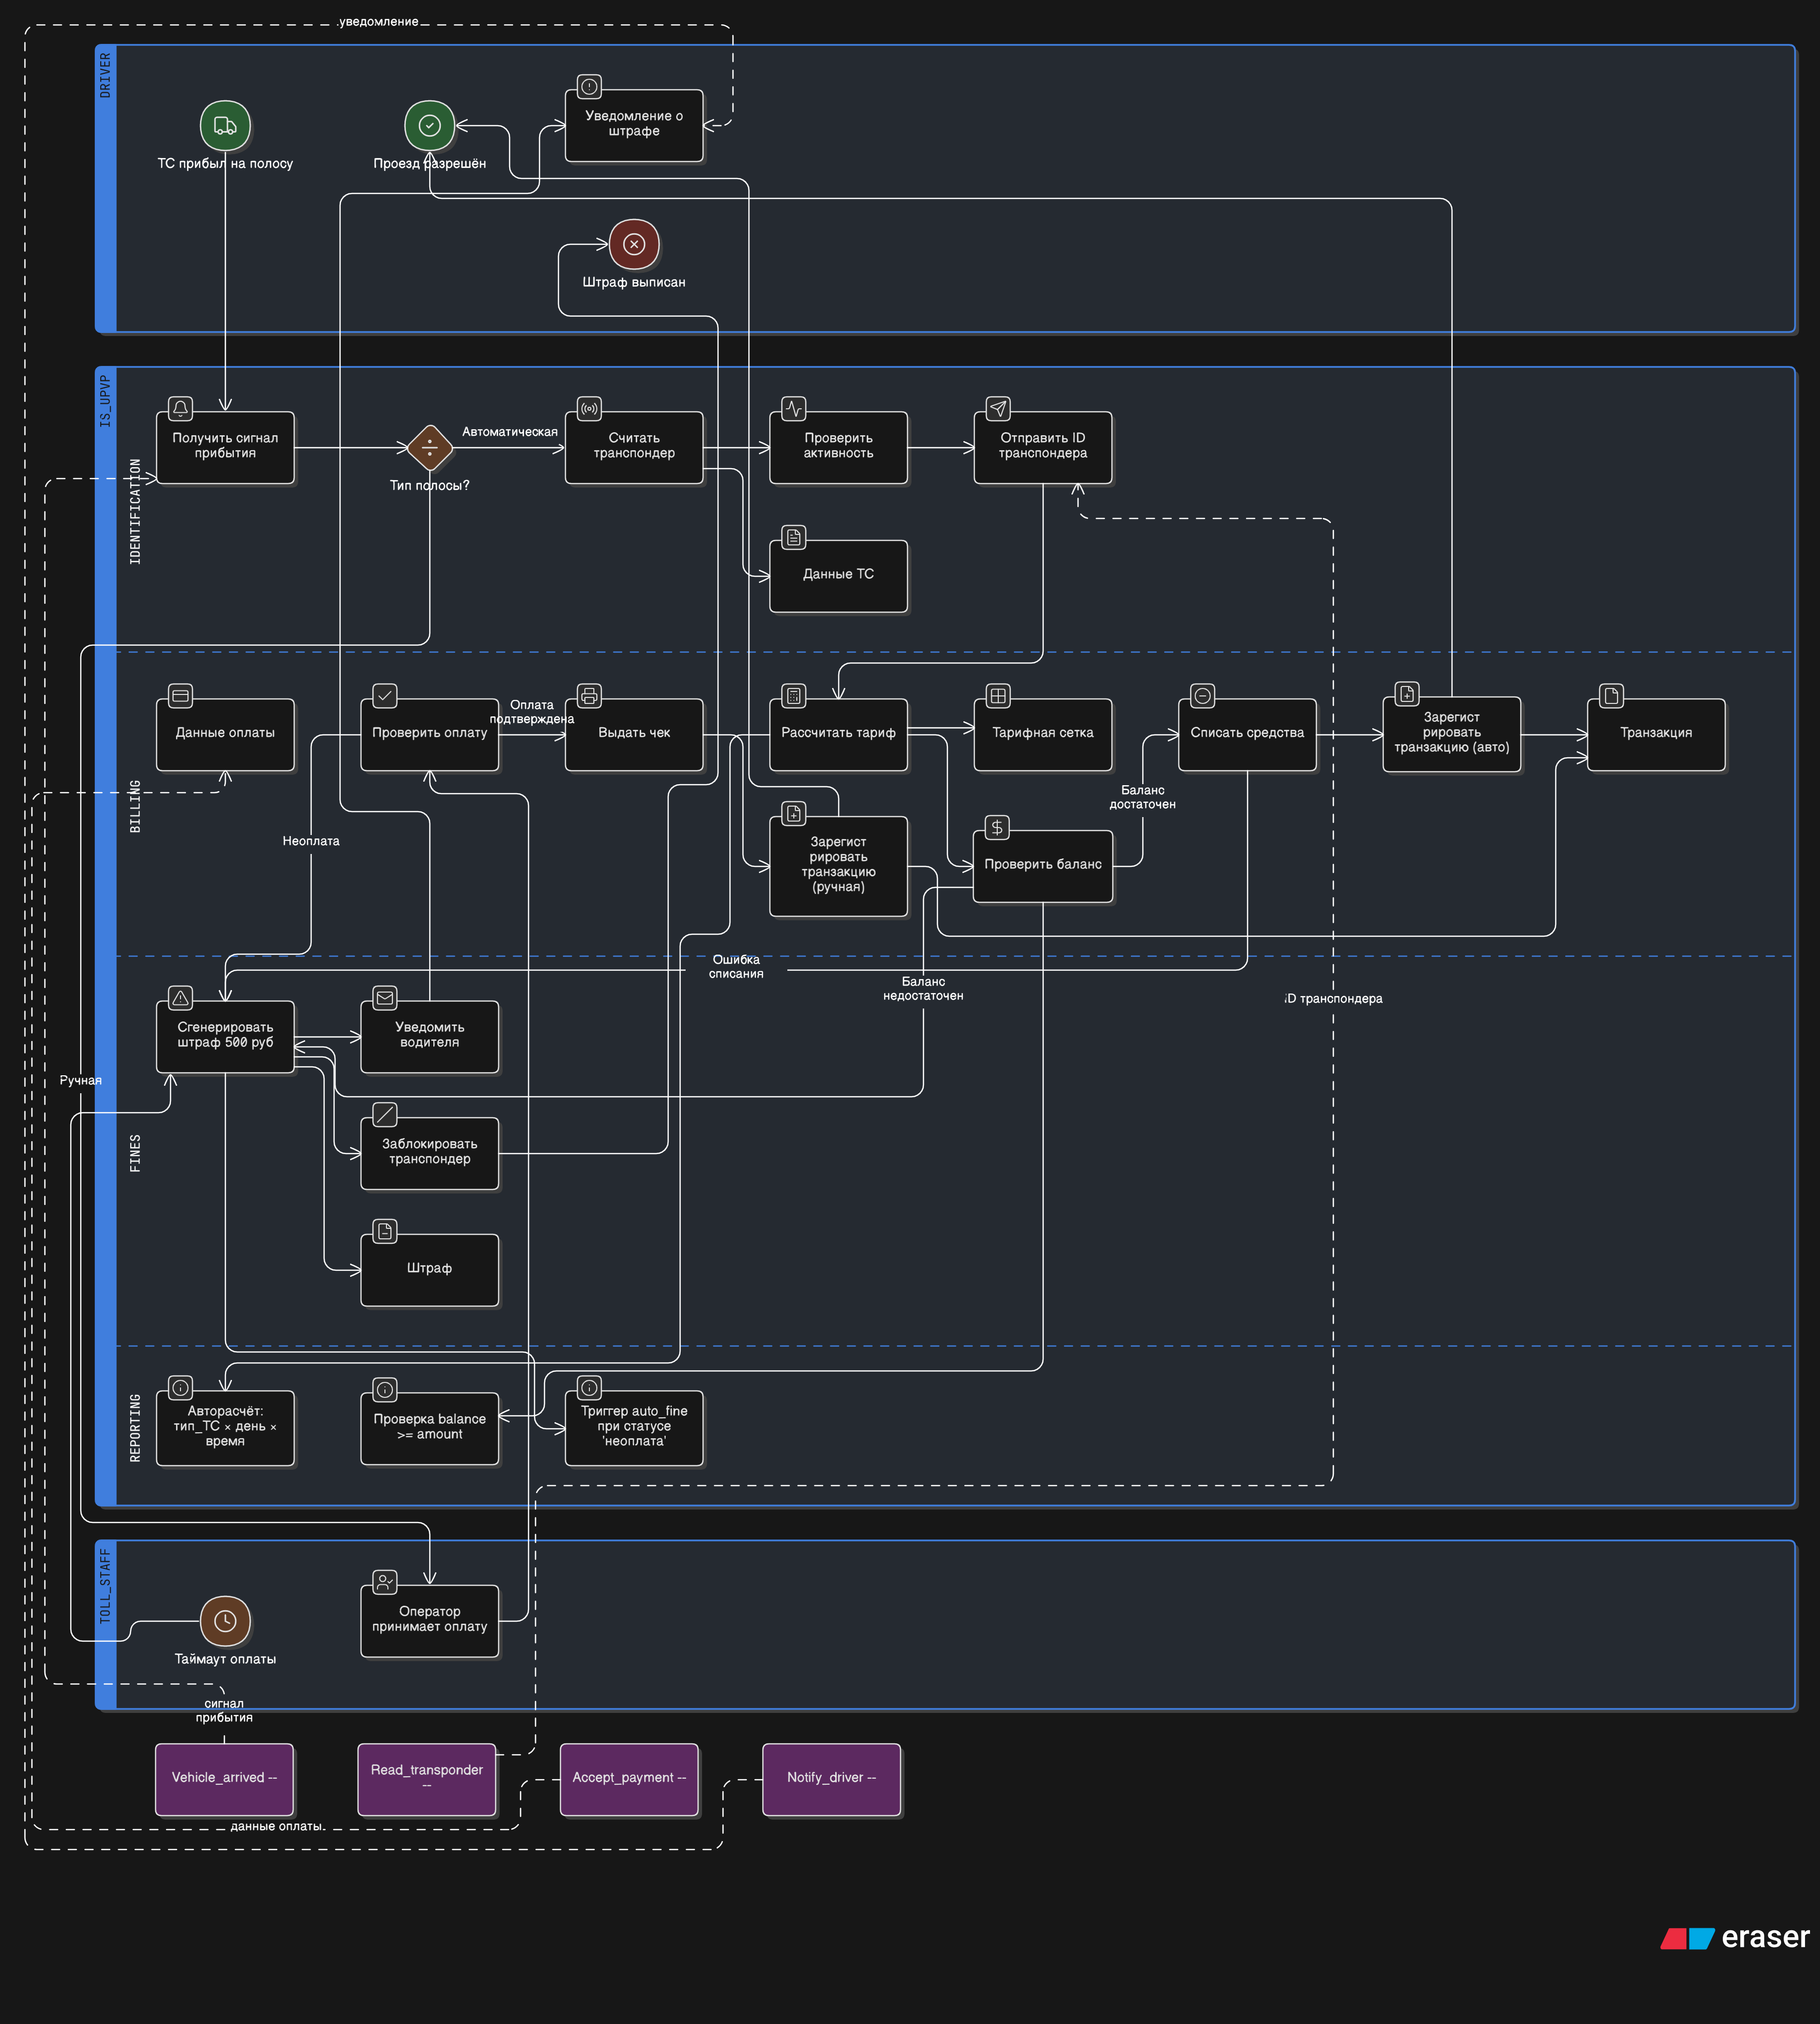 уведомление
DRIVER
Уведомление о
штрафе
ТС прибыл на полосу
Проезд разрешён
Штраф выписан
IS_UPVP
IDENTIFICATION
Получить сигнал
прибытия
Тип полосы?
Автоматическая
Считать
транспондер
Проверить
активность
Отправить ID
транспондера
Данные ТС
BILLING
Данные оплаты
Проверить оплату
Оплата
подтверждена
Выдать чек
Рассчитать тариф
Тарифная сетка
Списать средства
Зарегист
рировать
транзакцию (авто)
Транзакция
Баланс
достаточен
Неоплата
Зарегист
рировать
транзакцию
(ручная)
Проверить баланс
Ошибка
списания
Баланс
недостаточен
ID транспондера
FINES
Сгенерировать
штраф 500 руб
Уведомить
водителя
Ручная
Заблокировать
транспондер
Штраф
REPORTING
Авторасчёт:
тип_ТС × день ×
время
Проверка balance
>= amount
Триггер auto_fine
при статусе
'неоплата'
TOLL_STAFF
Таймаут оплаты
Оператор
принимает оплату
сигнал
прибытия
Vehicle_arrived --
Read_transponder
--
Accept_payment --
Notify_driver --
данные оплаты
eraser